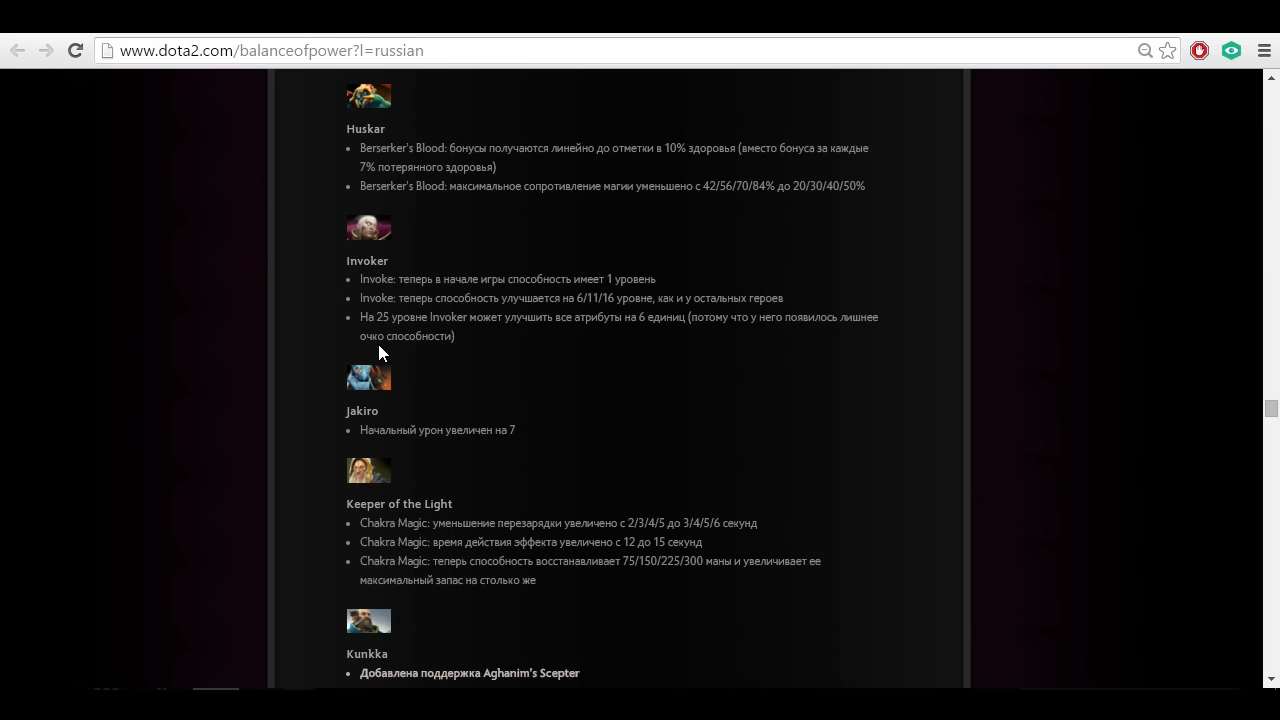 www.dota2.com/balanceofpower?l=russian
Huskar
Berserker's Blood: бонусы получаются линейно до отметки в 10% здоровья (вместо бонуса за каждые
7% потерянного здоровья)
Berserker's Blood: максимальное сопротивление магии уменьшено с 42/56/70/84% до 20/30/40/50%
Invoker
Invoke: теперь в начале игры способность имеет 1 уровень
Invoke: теперь способность улучшается на 6/11/16 уровне, как и у остальных героев
На 25 уровне Invoker может улучшить все атрибуты на 6 единиц (потому что у него появилось лишнее
очко способности)
Jakiro
Начальный урон увеличен на 7
Keeper of the Light
Chakra Magic: уменьшение перезарядки увеличено с 2/3/4/5 до 3/4/5/6 секунд
Chakra Magic: время действия эффекта увеличено с 12 до 15 секунд
Chakra Magic: теперь способность восстанавливает 75/150/225/300 маны и увеличивает ее
максимальный запас на столько же
Kunkka
Добавлена поддержка Aghanim's Scepter